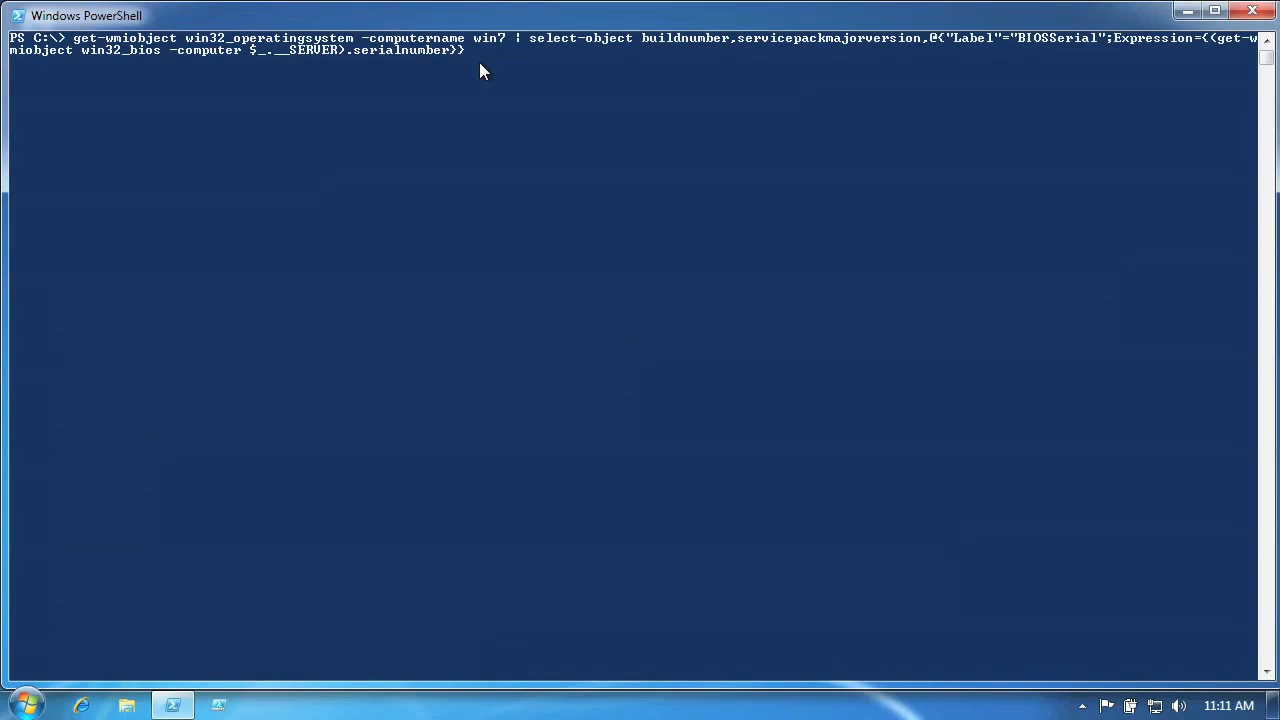 Windows PowerShell
PS C:\> get-wmiobject win32_operatingsystem -computername win7 | select-object buildnumber,servicepackmajorversion,@{"Label"="BIOSSerial";Expression={(get-w
miobject win32_bios -computer $_.__SERVER).serialnumber}}
11:11 AM